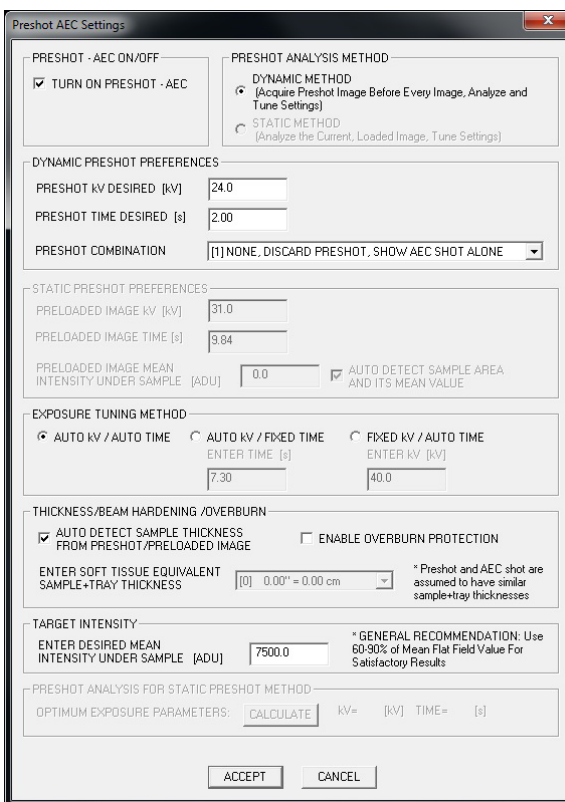 Preshot AEC Settings
PRESHOT - AEC ON/OFF
TURN ON PRESHOT - AEC
PRESHOT ANALYSIS METHOD
DYNAMIC METHOD
(Acquire Preshot Image Before Every Image, Analyze and
Tune Settings)
STATIC METHOD
(Analyze the Current, Loaded Image, Tune Settings)
DYNAMIC PRESHOT PREFERENCES
PRESHOT kV DESIRED [kV] 24.0
PRESHOT TIME DESIRED [s] 2.00
PRESHOT COMBINATION [1] NONE, DISCARD PRESHOT, SHOW AEC SHOT ALONE
STATIC PRESHOT PREFERENCES
PRELOADED IMAGE kV [kV] 31.0
PRELOADED IMAGE TIME [s] 9.84
PRELOADED IMAGE MEAN
INTENSITY UNDER SAMPLE [ADU] 0.0
AUTO DETECT SAMPLE AREA
AND ITS MEAN VALUE
EXPOSURE TUNING METHOD
AUTO kV / AUTO TIME
AUTO kV / FIXED TIME
ENTER TIME [s]
7.30
FIXED kV / AUTO TIME
ENTER kV [kV]
40.0
THICKNESS/BEAM HARDENING /OVERBURN
AUTO DETECT SAMPLE THICKNESS
FROM PRESHOT/PRELOADED IMAGE
ENABLE OVERBURN PROTECTION
ENTER SOFT TISSUE EQUIVALENT
SAMPLE+TRAY THICKNESS
[0] 0.00" = 0.00 cm
* Preshot and AEC shot are
assumed to have similar
sample+tray thicknesses
TARGET INTENSITY
ENTER DESIRED MEAN
INTENSITY UNDER SAMPLE [ADU] 7500.0
* GENERAL RECOMMENDATION: Use
60-90% of Mean Flat Field Value For
Satisfactory Results
PRESHOT ANALYSIS FOR STATIC PRESHOT METHOD
OPTIMUM EXPOSURE PARAMETERS: CALCULATE kV= [kV] TIME= [s]
ACCEPT CANCEL